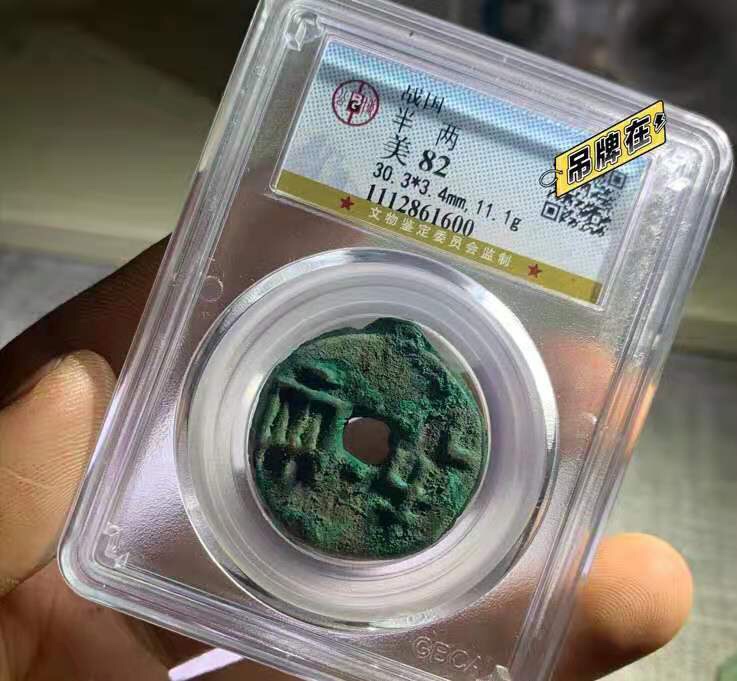 战国
半 两
美 82
30.3*3.4mm,11.1g
1112861600
文物鉴定委员会监制
吊牌在
GBCA